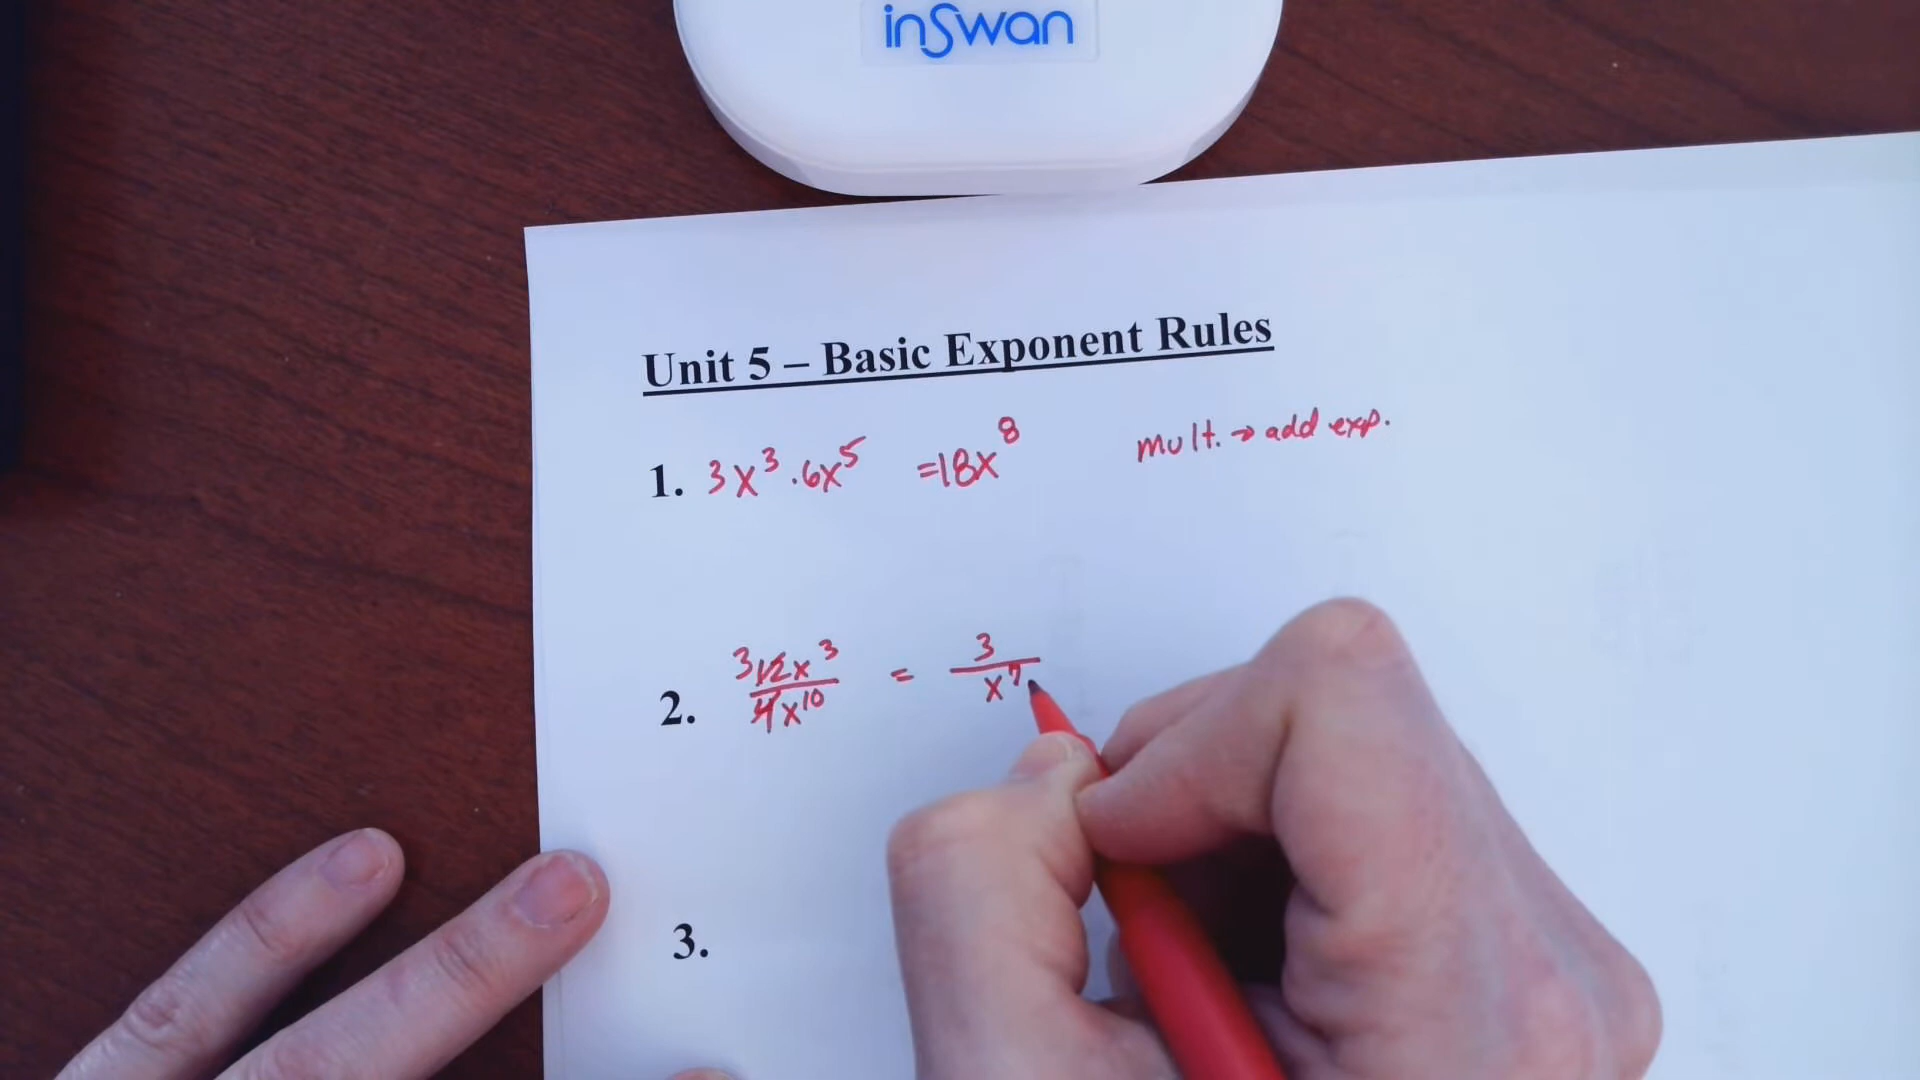 inSwan
Unit 5 – Basic Exponent Rules
1. 3x³ · 6x⁵ = 18x⁸ mult. → add exp.
2. 3 12x³ / 4x¹⁰ = 3 / x⁷
3.